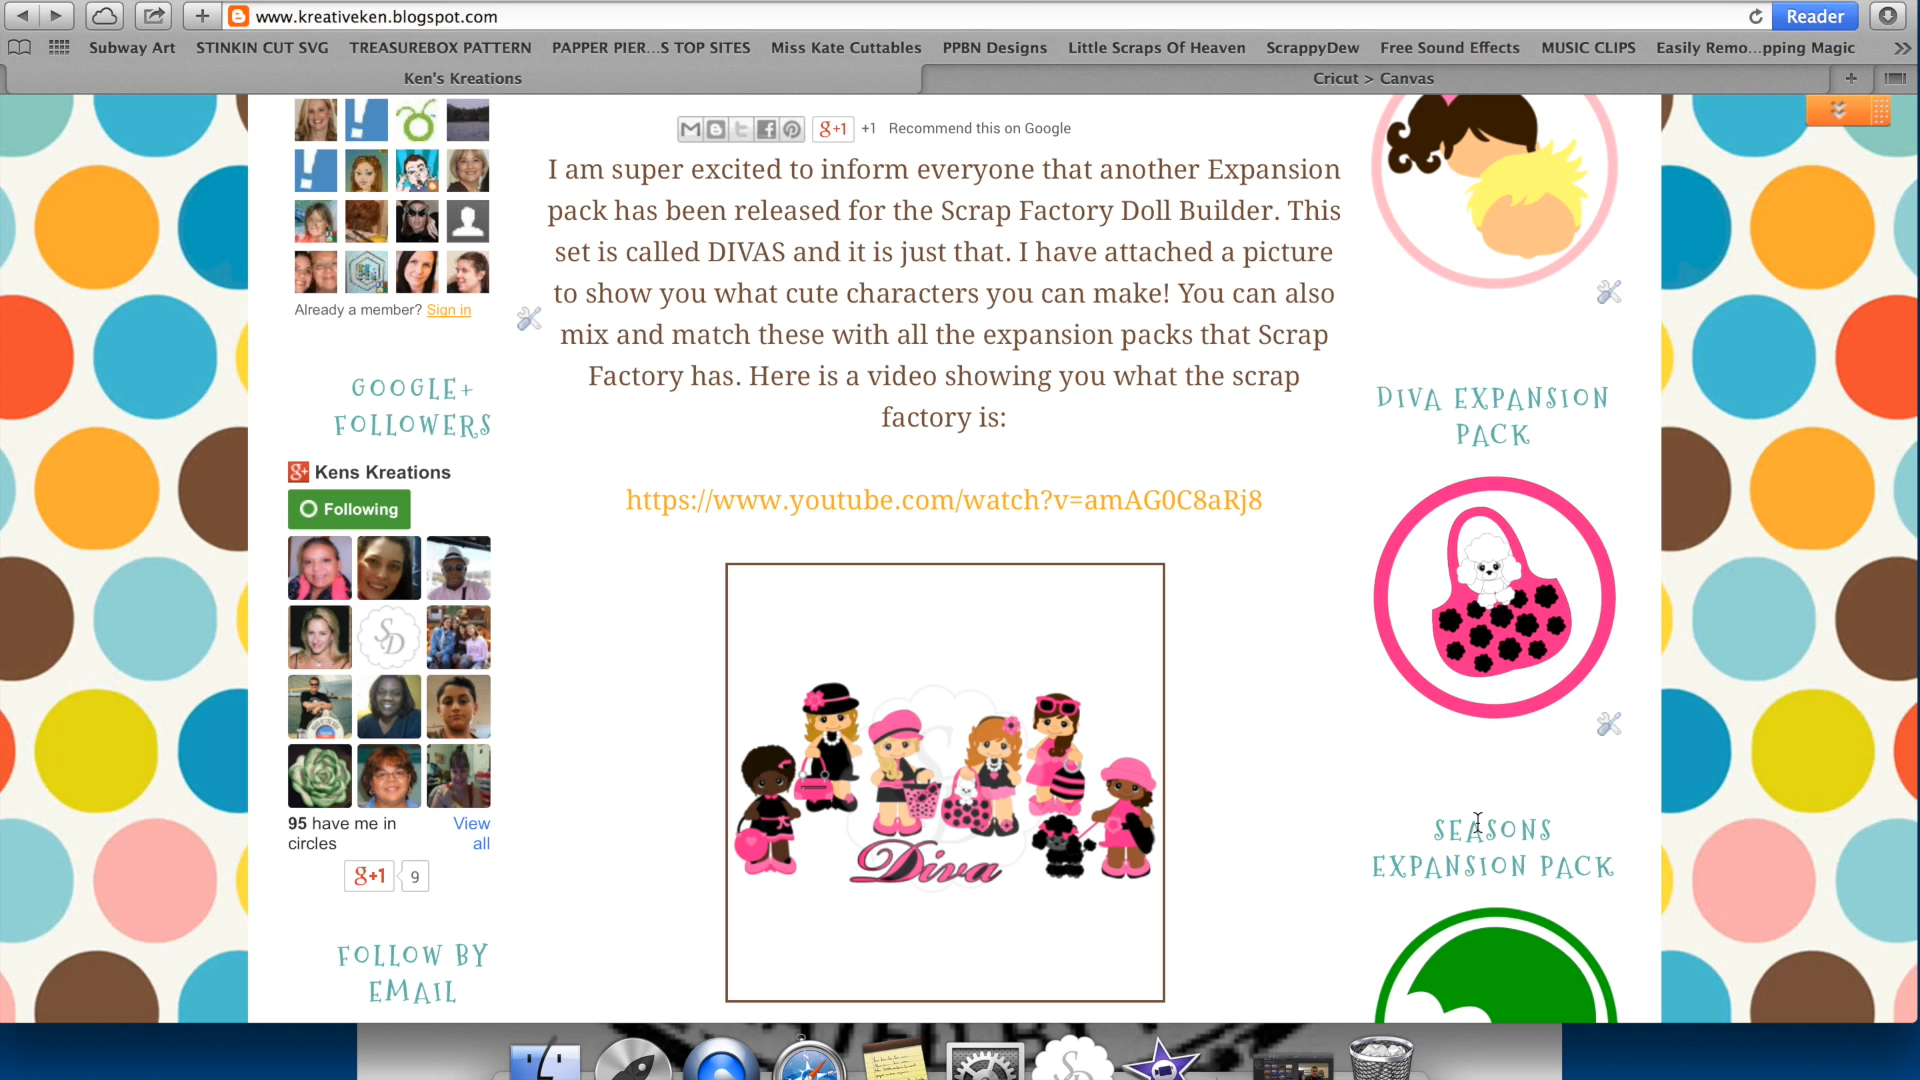 www.kreativeken.blogspot.com
Reader
Subway Art
STINKIN CUT SVG
TREASUREBOX PATTERN
PAPPER PIER...S TOP SITES
Miss Kate Cuttables
PPBN Designs
Little Scraps Of Heaven
ScrappyDew
Free Sound Effects
MUSIC CLIPS
Easily Remo...pping Magic
Ken's Kreations
Cricut > Canvas
Already a member? Sign in
GOOGLE+
FOLLOWERS
g+ Kens Kreations
Following
SD
95 have me in
circles
View
all
g+1 9
FOLLOW BY
EMAIL
g+1 +1 Recommend this on Google
I am super excited to inform everyone that another Expansion
pack has been released for the Scrap Factory Doll Builder. This
set is called DIVAS and it is just that. I have attached a picture
to show you what cute characters you can make! You can also
mix and match these with all the expansion packs that Scrap
Factory has. Here is a video showing you what the scrap
factory is:
https://www.youtube.com/watch?v=amAG0C8aRj8
Diva
DIVA EXPANSION
PACK
SEASONS
EXPANSION PACK